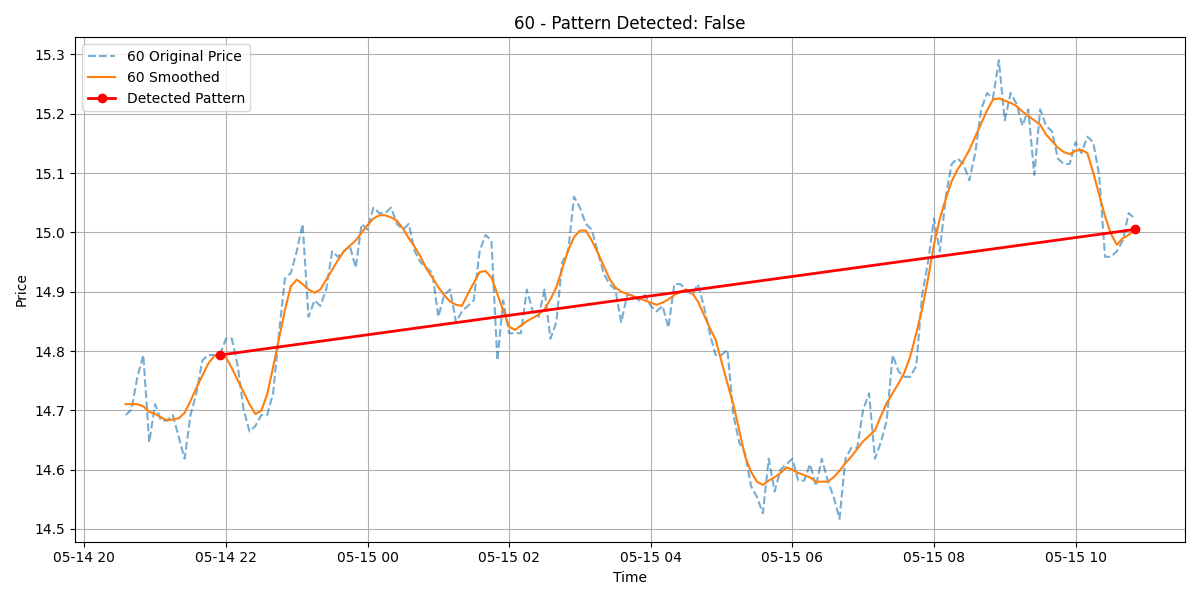 60 - Pattern Detected: False
60 Original Price
60 Smoothed
Detected Pattern
Price
15.3
15.2
15.1
15.0
14.9
14.8
14.7
14.6
14.5
05-14 20 05-14 22 05-15 00 05-15 02 05-15 04 05-15 06 05-15 08 05-15 10
Time